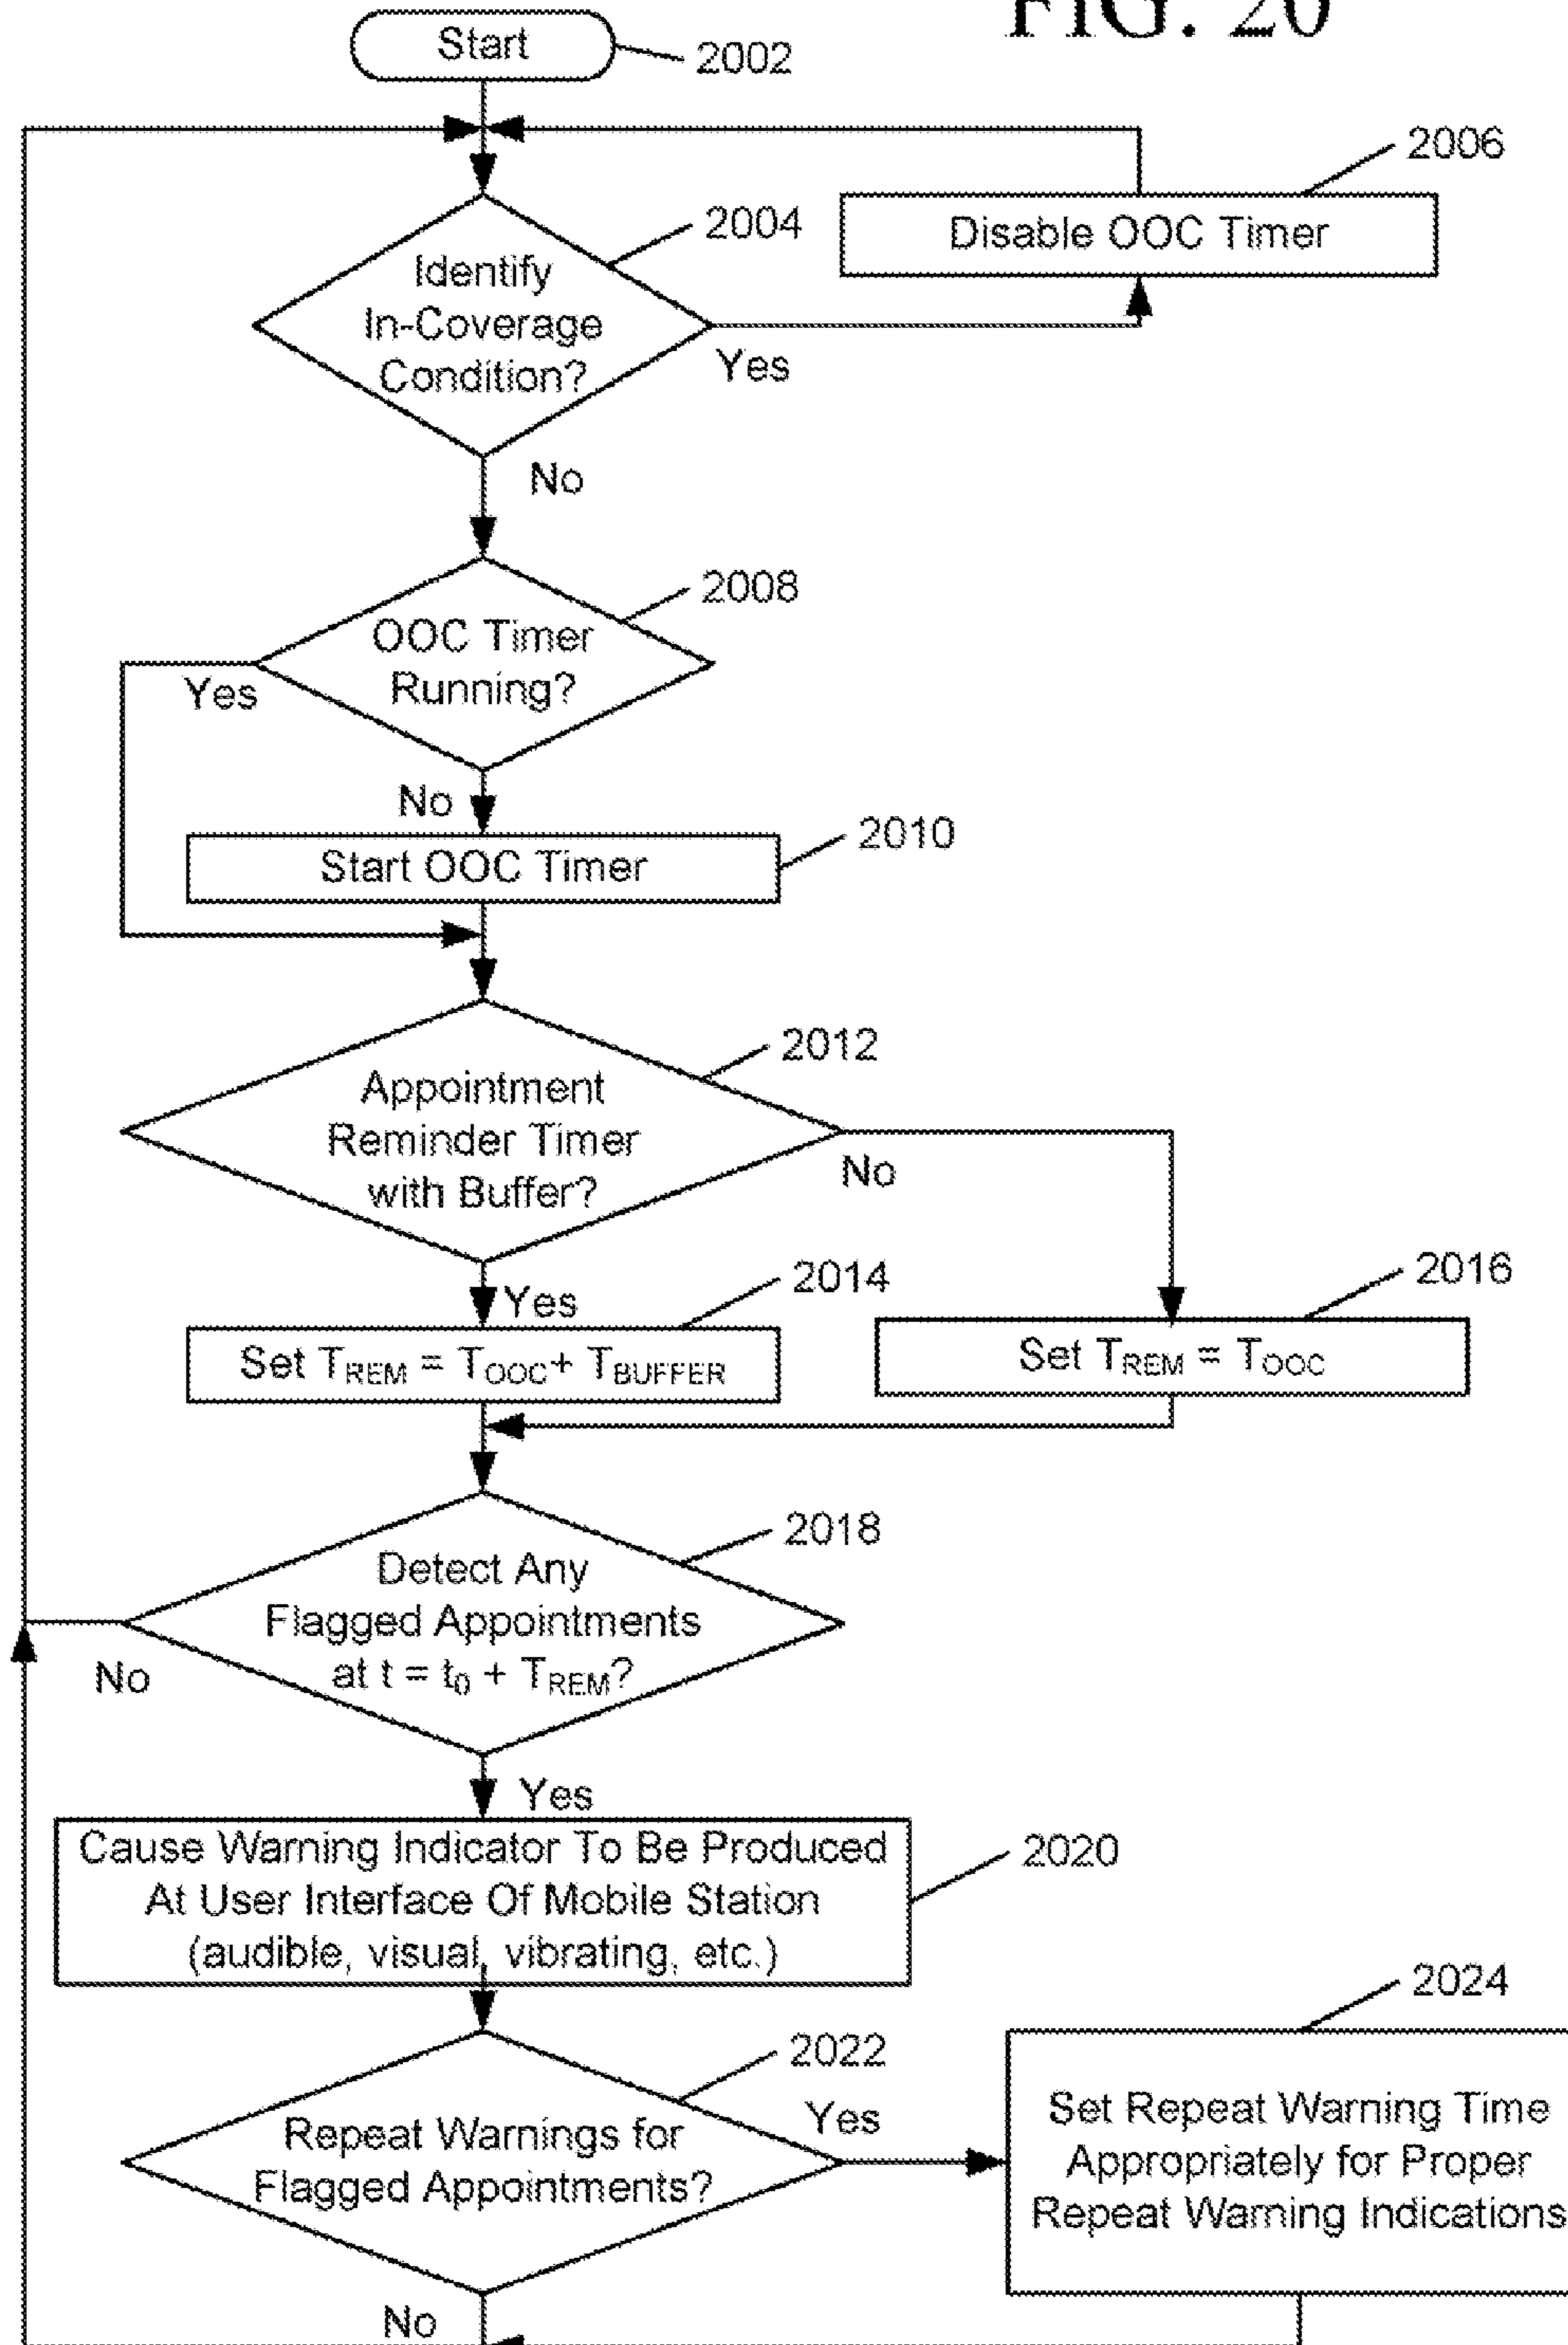 FIG. 20
Start
2002
2006
Disable OOC Timer
2004
Identify
In-Coverage
Condition?
Yes
No
2008
OOC Timer
Running?
Yes
No
2010
Start OOC Timer
2012
Appointment
Reminder Timer
with Buffer?
No
Yes
2014
2016
Set TREM = TOOC+ TBUFFER
Set TREM = TOOC
2018
Detect Any
Flagged Appointments
at t = t0 + TREM?
No
Yes
Cause Warning Indicator To Be Produced
At User Interface Of Mobile Station
(audible, visual, vibrating, etc.)
2020
2024
2022
Repeat Warnings for
Flagged Appointments?
Yes
Set Repeat Warning Time
Appropriately for Proper
Repeat Warning Indications
No